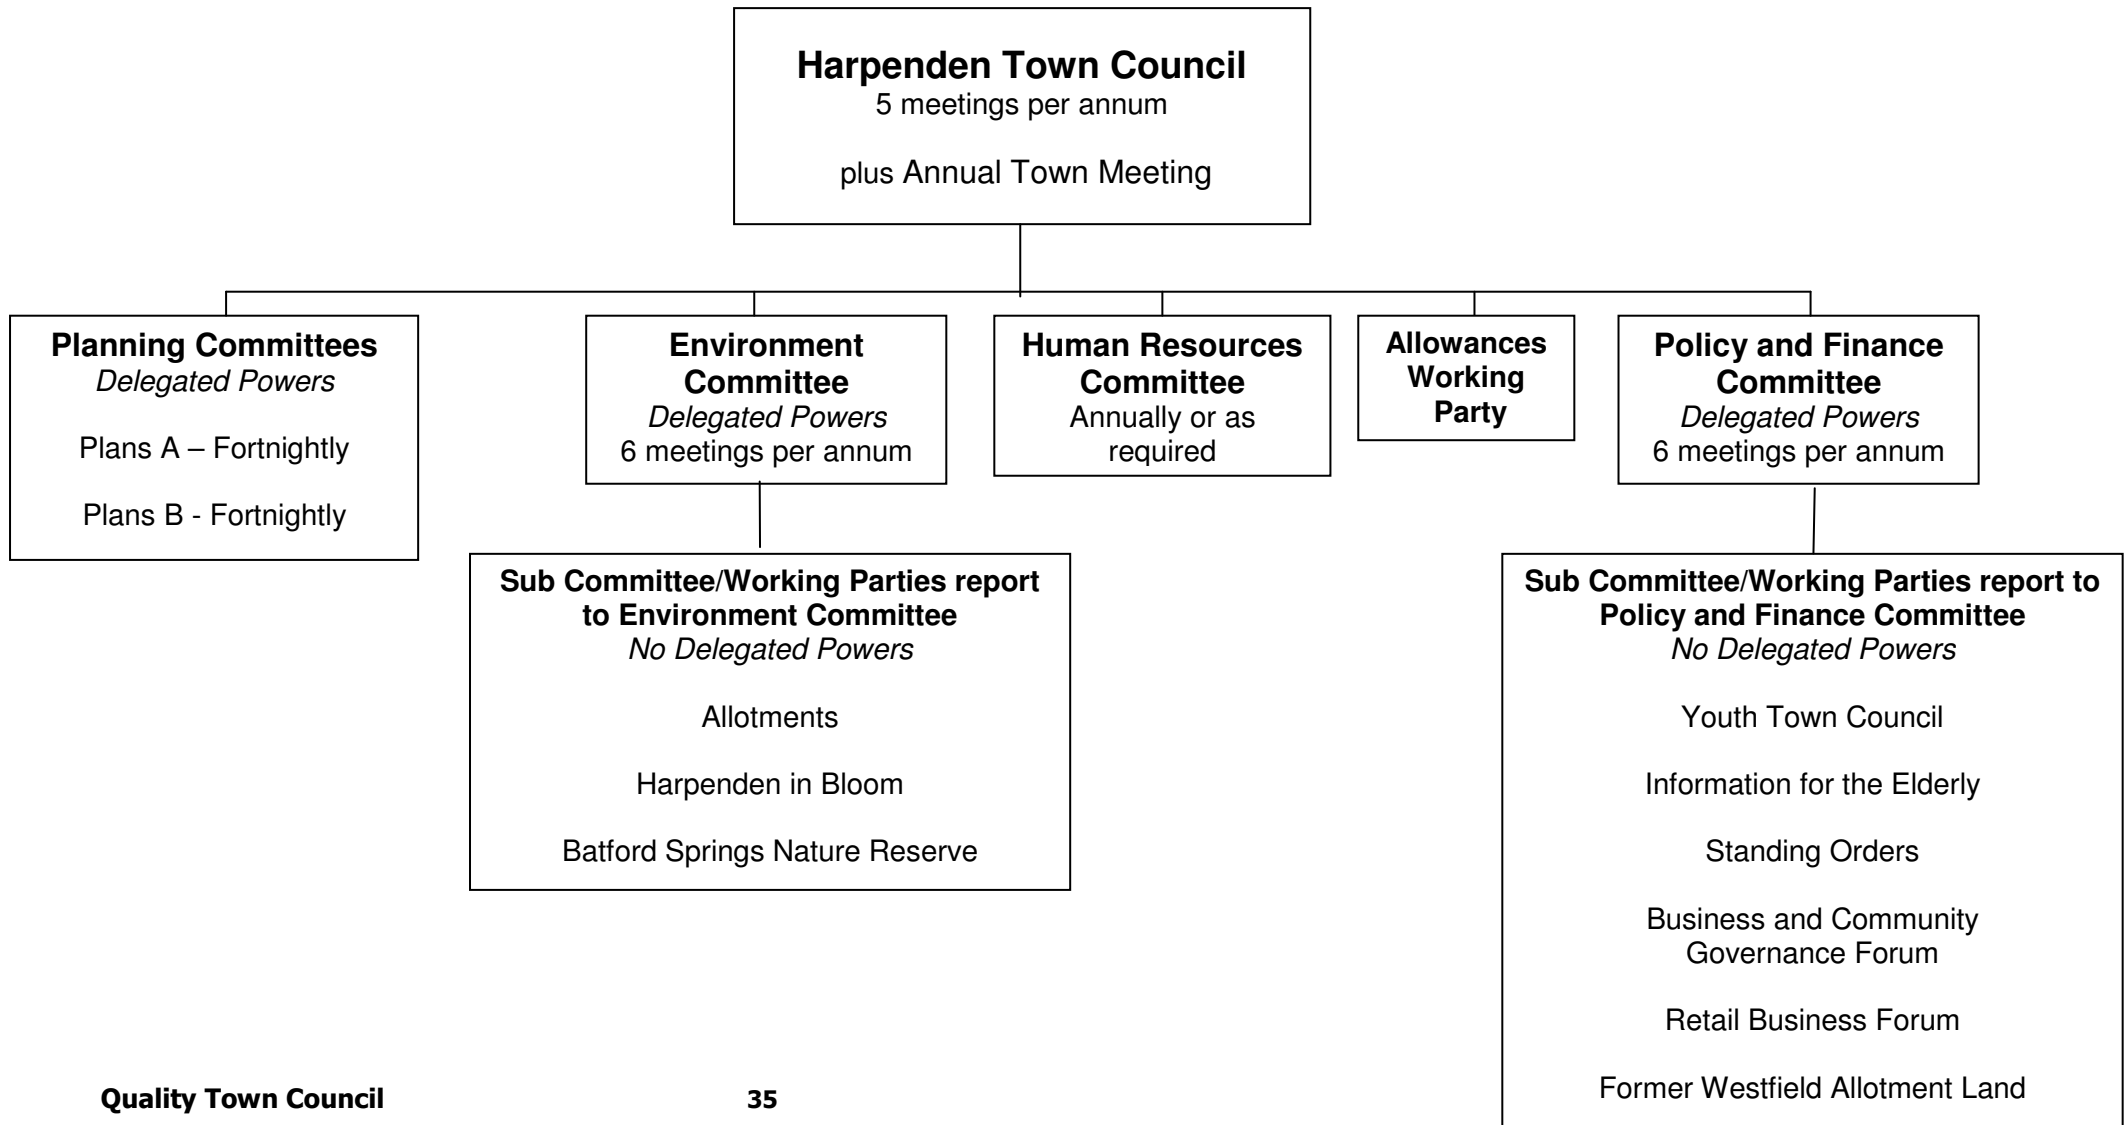 Harpenden Town Council
5 meetings per annum
plus Annual Town Meeting
Planning Committees
Delegated Powers
Plans A – Fortnightly
Plans B - Fortnightly
Environment
Committee
Delegated Powers
6 meetings per annum
Human Resources
Committee
Annually or as
required
Allowances
Working
Party
Policy and Finance
Committee
Delegated Powers
6 meetings per annum
Sub Committee/Working Parties report
to Environment Committee
No Delegated Powers
Allotments
Harpenden in Bloom
Batford Springs Nature Reserve
Sub Committee/Working Parties report to
Policy and Finance Committee
No Delegated Powers
Youth Town Council
Information for the Elderly
Standing Orders
Business and Community
Governance Forum
Retail Business Forum
Former Westfield Allotment Land
Quality Town Council
35